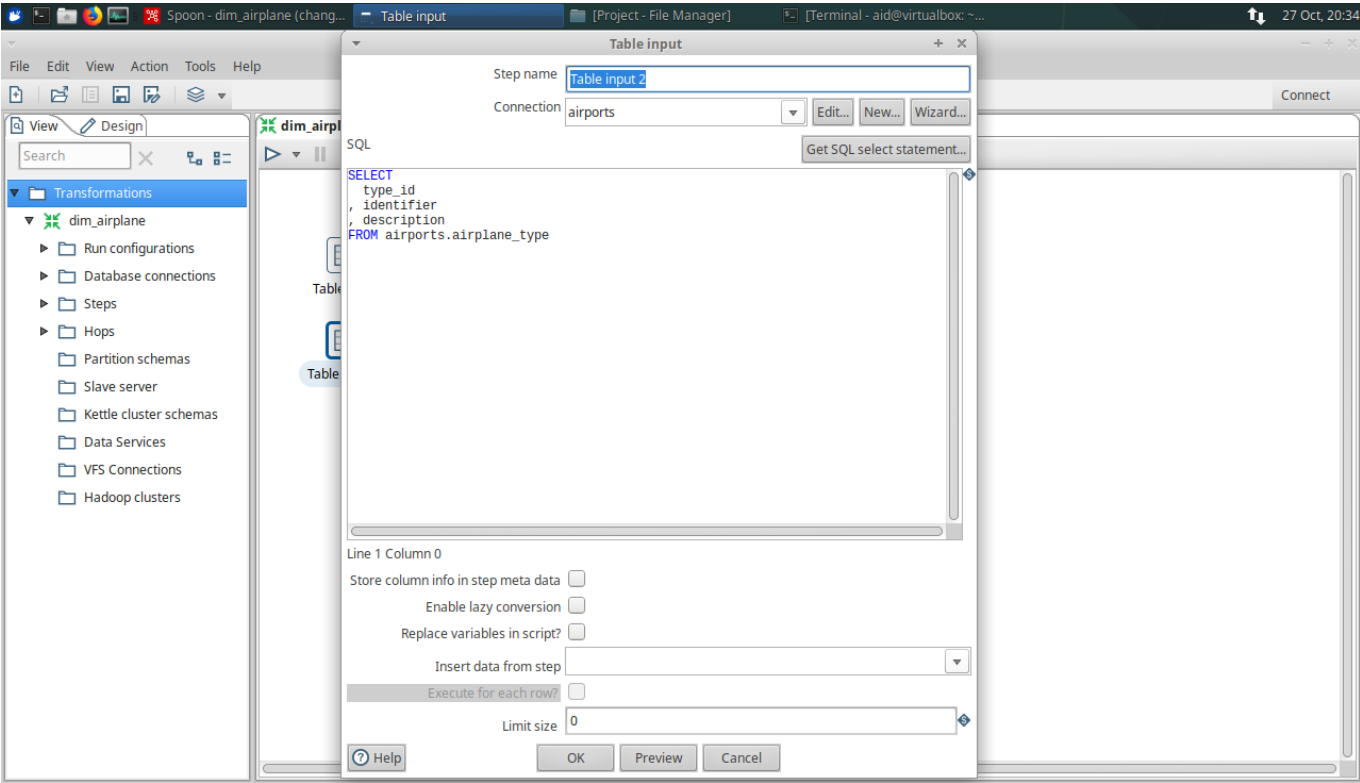 Spoon - dim_airplane (chang...
Table input
[Project - File Manager]
[Terminal - aid@virtualbox: ~...
27 Oct, 20:34
Table input
File Edit View Action Tools Help
Connect
View
Design
Search
Transformations
dim_airplane
Run configurations
Database connections
Steps
Hops
Partition schemas
Slave server
Kettle cluster schemas
Data Services
VFS Connections
Hadoop clusters
dim_airpl
Table
Table
Step name Table input 2
Connection airports Edit... New... Wizard...
SQL Get SQL select statement...
SELECT
type_id
, identifier
, description
FROM airports.airplane_type
Line 1 Column 0
Store column info in step meta data
Enable lazy conversion
Replace variables in script?
Insert data from step
Execute for each row?
Limit size 0
Help OK Preview Cancel